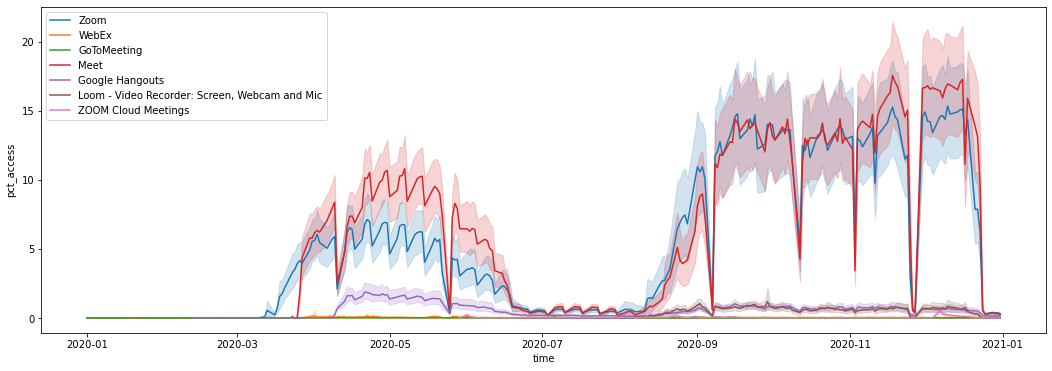 Zoom
WebEx
GoToMeeting
Meet
Google Hangouts
Loom - Video Recorder: Screen, Webcam and Mic
ZOOM Cloud Meetings
20
15
10
5
0
pct_access
2020-01
2020-03
2020-05
2020-07
2020-09
2020-11
2021-01
time